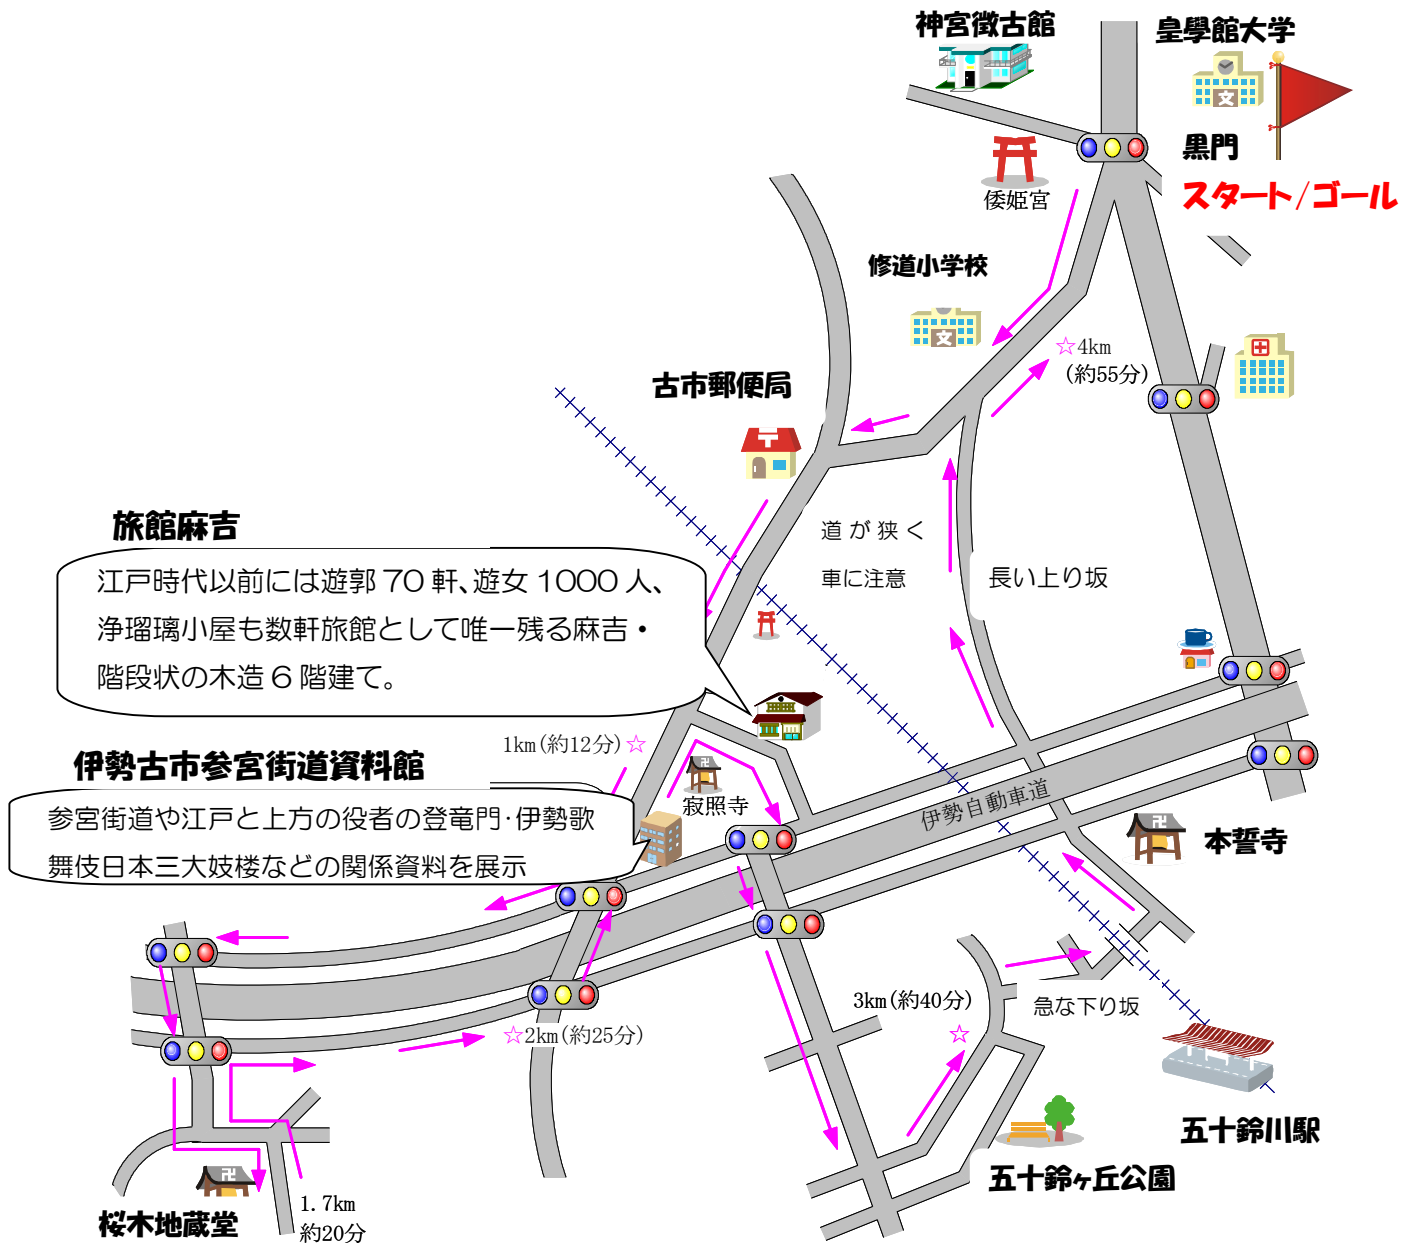 神宮徴古館
皇學館大学
文
黒門
スタート/ゴール
倭姫宮
修道小学校
文
☆4km
(約55分)
古市郵便局
旅館麻吉
江戸時代以前には遊郭70軒、遊女1000人、
浄瑠璃小屋も数軒旅館として唯一残る麻吉・
階段状の木造6階建て。
道が狭く
車に注意
長い上り坂
1km(約12分)☆
伊勢古市参宮街道資料館
参宮街道や江戸と上方の役者の登竜門・伊勢歌
舞伎日本三大妓楼などの関係資料を展示
卍
寂照寺
伊勢自動車道
卍
本誓寺
3km(約40分)
☆
急な下り坂
☆2km(約25分)
五十鈴川駅
五十鈴ヶ丘公園
卍
桜木地蔵堂
1.7km
約20分